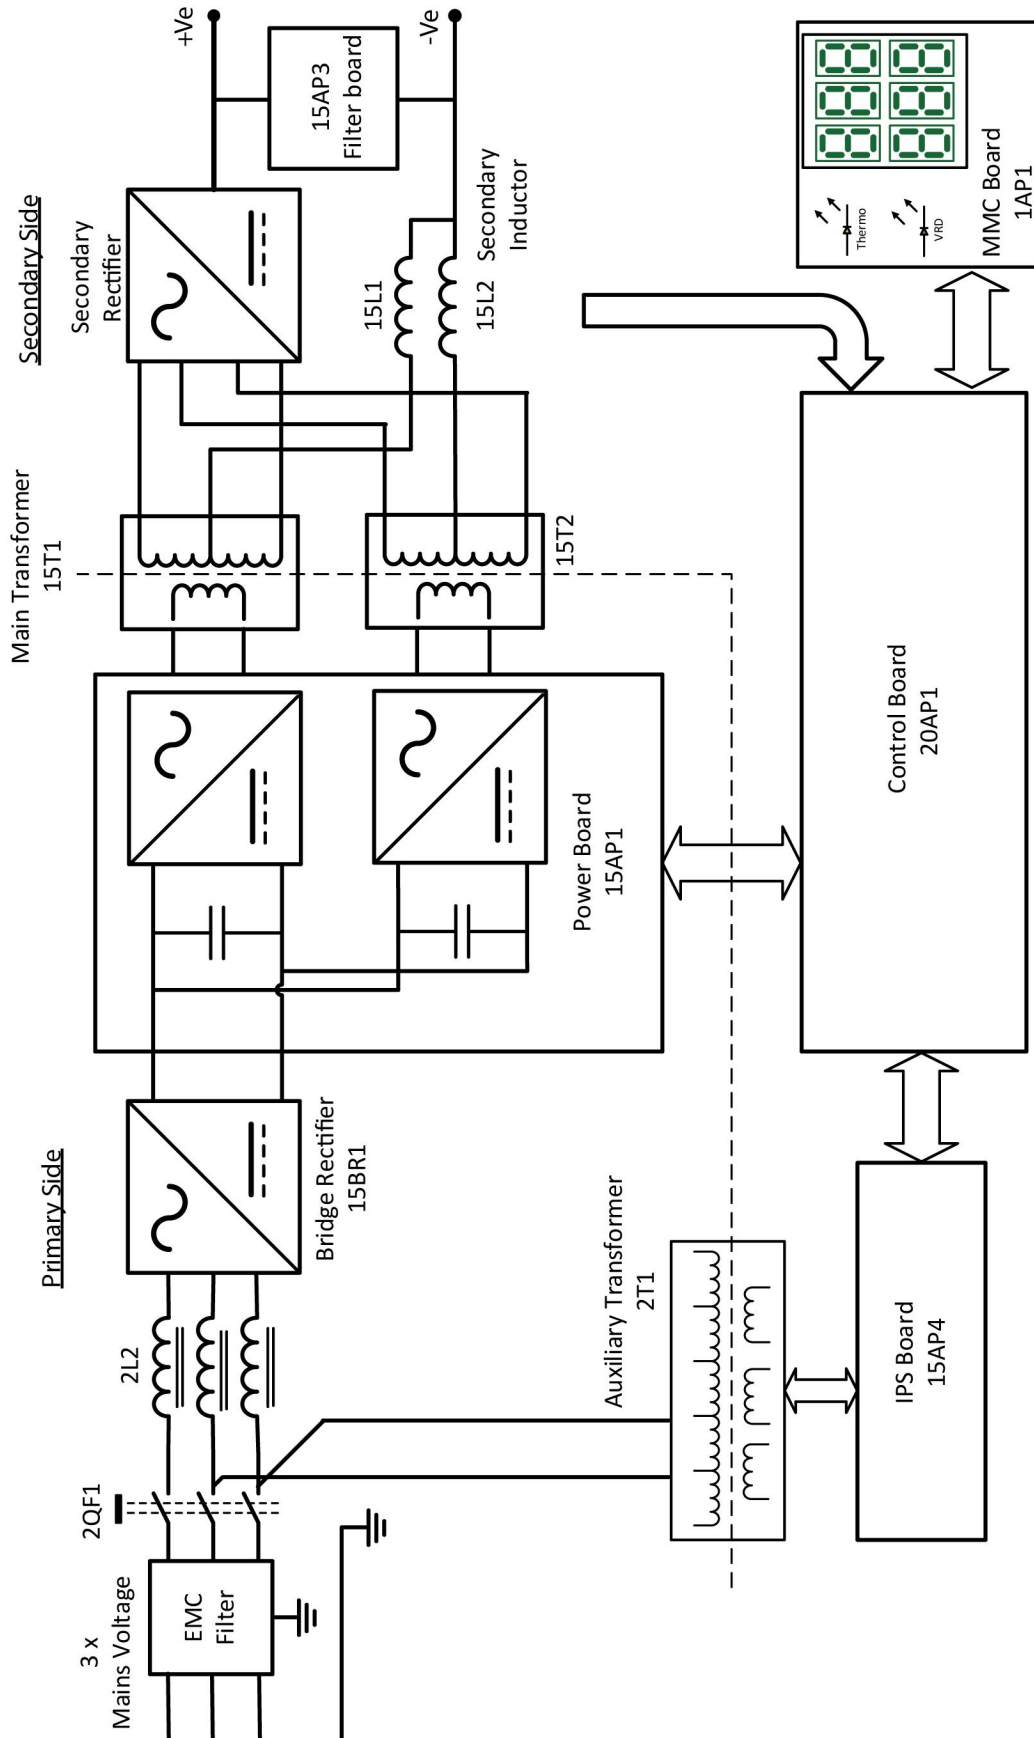 Primary Side
Secondary Side
3 x
Mains Voltage
EMC
Filter
2QF1
2L2
Bridge Rectifier
15BR1
Power Board
15AP1
Main Transformer
15T1
15T2
Secondary
Rectifier
15L1
15L2
Secondary
Inductor
+Ve
15AP3
Filter board
-Ve
Auxiliary Transformer
2T1
IPS Board
15AP4
Control Board
20AP1
Thermo
VRD
888
888
MMC Board
1AP1